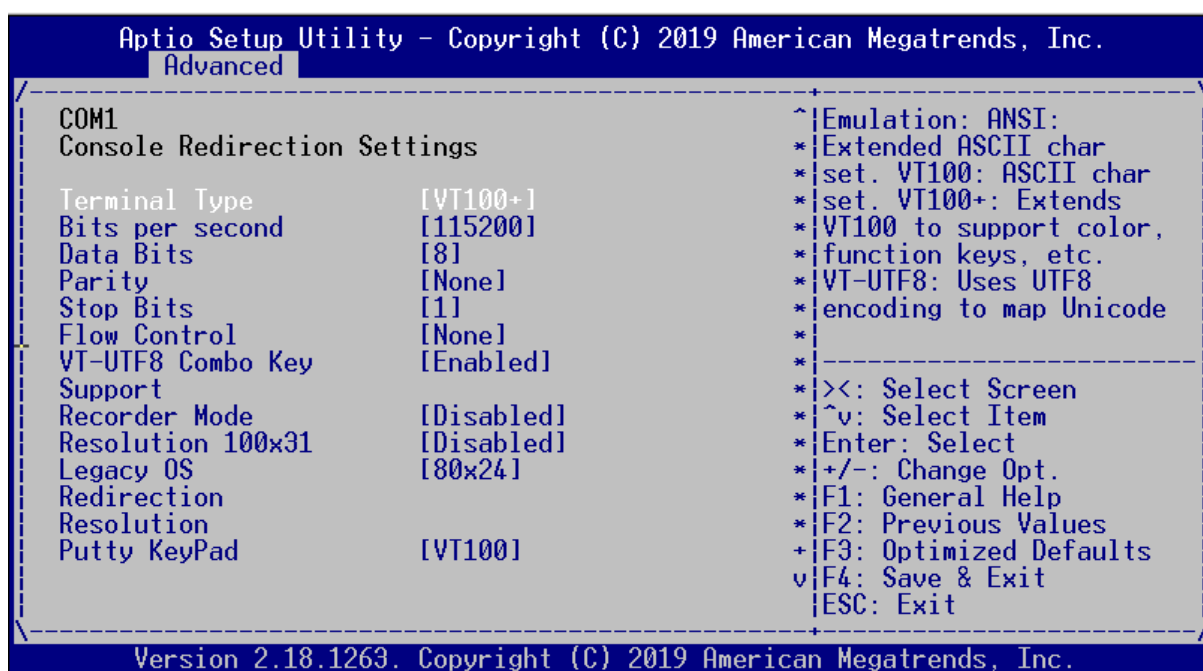 Aptio Setup Utility - Copyright (C) 2019 American Megatrends, Inc.
Advanced
COM1
Console Redirection Settings
Terminal Type [VT100+]
Bits per second [115200]
Data Bits [8]
Parity [None]
Stop Bits [1]
Flow Control [None]
VT-UTF8 Combo Key [Enabled]
Support
Recorder Mode [Disabled]
Resolution 100x31 [Disabled]
Legacy OS [80x24]
Redirection
Resolution
Putty KeyPad [VT100]
Emulation: ANSI:
Extended ASCII char
set. VT100: ASCII char
set. VT100+: Extends
VT100 to support color,
function keys, etc.
VT-UTF8: Uses UTF8
encoding to map Unicode
><: Select Screen
^v: Select Item
Enter: Select
+/-: Change Opt.
F1: General Help
F2: Previous Values
F3: Optimized Defaults
F4: Save & Exit
ESC: Exit
Version 2.18.1263. Copyright (C) 2019 American Megatrends, Inc.